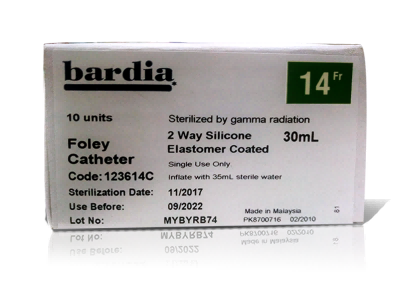 bardia
14 Fr
10 units
Sterilized by gamma radiation
Foley Catheter
2 Way Silicone Elastomer Coated
30mL
Single Use Only
Code: 123614C
Inflate with 35mL sterile water
Sterilization Date: 11/2017
Use Before: 09/2022
Lot No: MYBYRB74
Made in Malaysia
PK8700716 02/2010
81